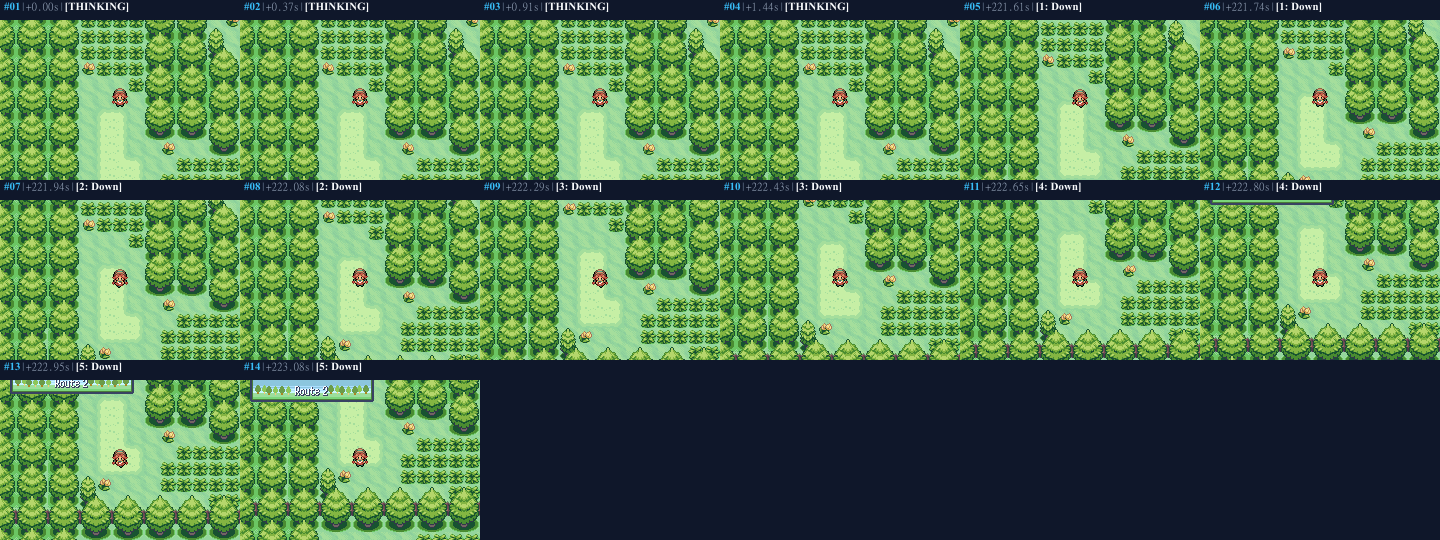 #01|+0.00s|[THINKING]
#02|+0.37s|[THINKING]
#03|+0.91s|[THINKING]
#04|+1.44s|[THINKING]
#05|+221.61s|[1: Down]
#06|+221.74s|[1: Down]
#07|+221.94s|[2: Down]
#08|+222.08s|[2: Down]
#09|+222.29s|[3: Down]
#10|+222.43s|[3: Down]
#11|+222.65s|[4: Down]
#12|+222.80s|[4: Down]
#13|+222.95s|[5: Down]
#14|+223.08s|[5: Down]
Route 2
Route 2